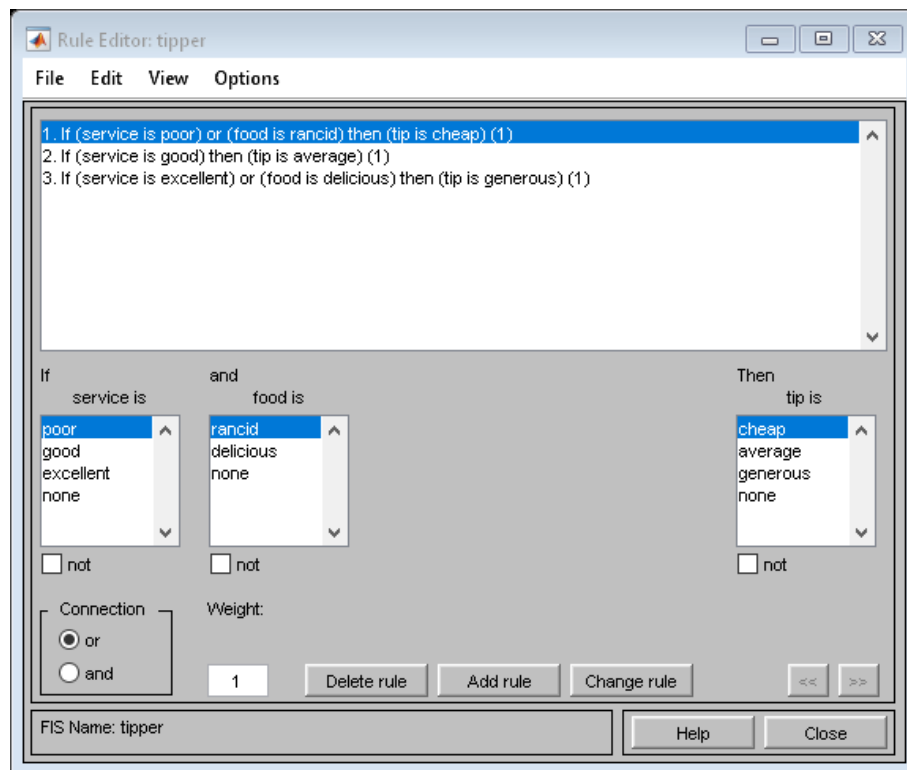 Rule Editor: tipper
File Edit View Options
1. If (service is poor) or (food is rancid) then (tip is cheap) (1)
2. If (service is good) then (tip is average) (1)
3. If (service is excellent) or (food is delicious) then (tip is generous) (1)
If and Then
service is food is tip is
poor rancid cheap
good delicious average
excellent none generous
none none
not not not
Connection Weight:
or
and 1 Delete rule Add rule Change rule << >>
FIS Name: tipper Help Close